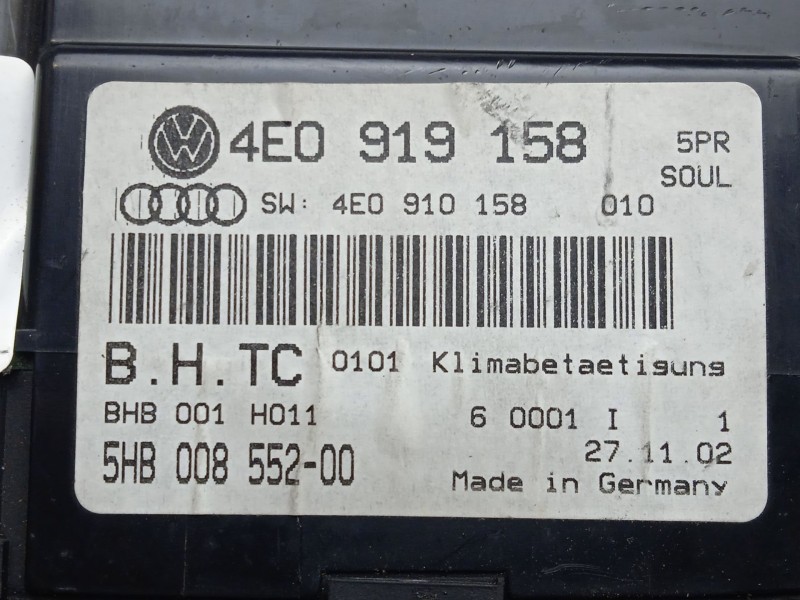 4E0 919 158 5PR
SOUL
SW: 4E0 910 158 010
B.H.TC 0101 Klimabetaetigung
BHB 001 H011 6 0001 I 1
27.11.02
5HB 008 552-00
Made in Germany